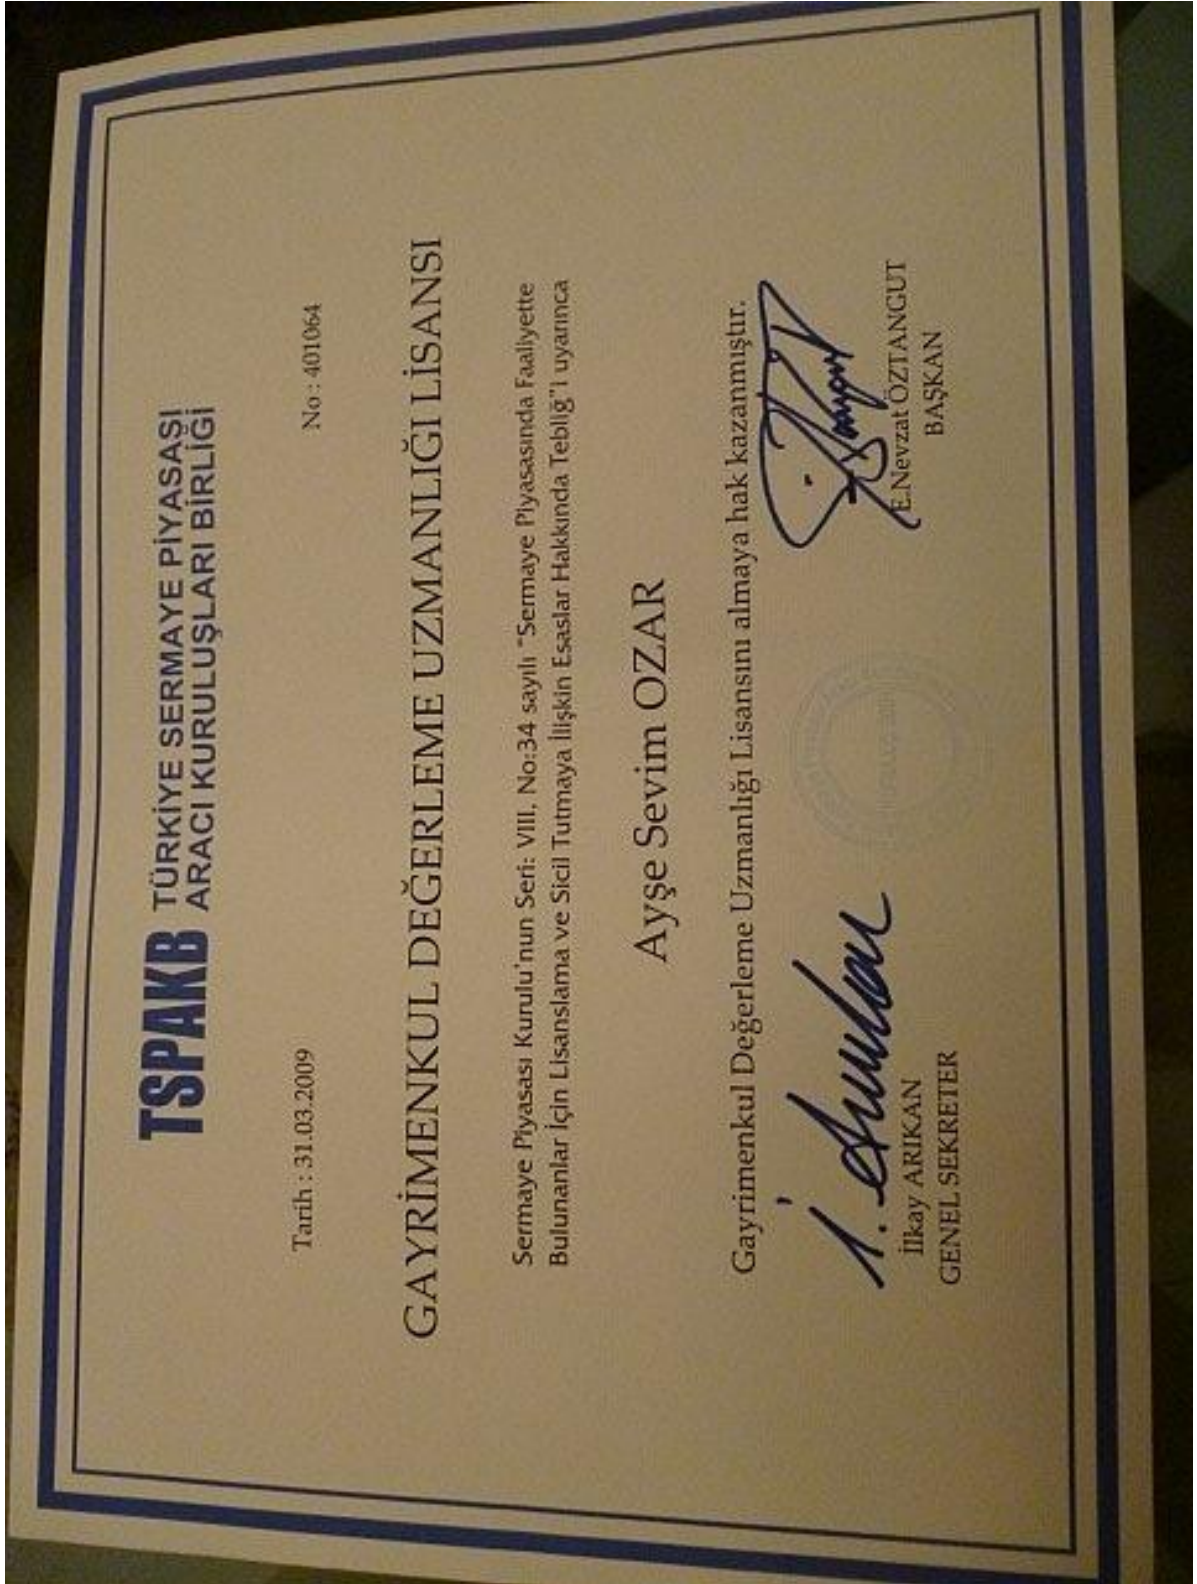 TSPAKB TÜRKİYE SERMAYE PİYASASI
ARACI KURULUŞLARI BİRLİĞİ
Tarih : 31.03.2009
No : 401064
GAYRİMENKUL DEĞERLEME UZMANLIĞI LİSANSI
Sermaye Piyasası Kurulu'nun Seri: VIII, No:34 sayılı "Sermaye Piyasasında Faaliyette
Bulunanlar İçin Lisanslama ve Sicil Tutmaya İlişkin Esaslar Hakkında Tebliğ"i uyarınca
Ayşe Sevim OZAR
Gayrimenkul Değerleme Uzmanlığı Lisansını almaya hak kazanmıştır.
İlkay ARIKAN
GENEL SEKRETER
E.Nevzat ÖZTANGUT
BAŞKAN